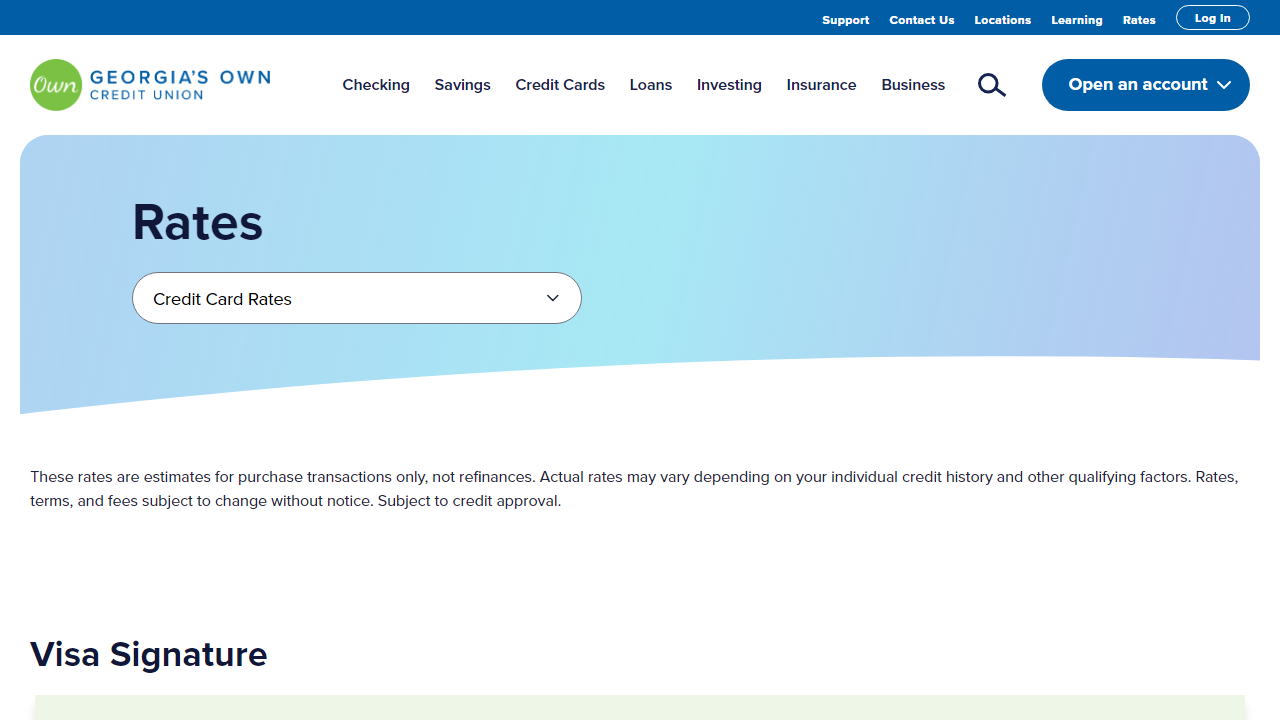 Support Contact Us Locations Learning Rates Log In
Own GEORGIA'S OWN
CREDIT UNION
Checking Savings Credit Cards Loans Investing Insurance Business Open an account
Rates
Credit Card Rates
These rates are estimates for purchase transactions only, not refinances. Actual rates may vary depending on your individual credit history and other qualifying factors. Rates,
terms, and fees subject to change without notice. Subject to credit approval.
Visa Signature